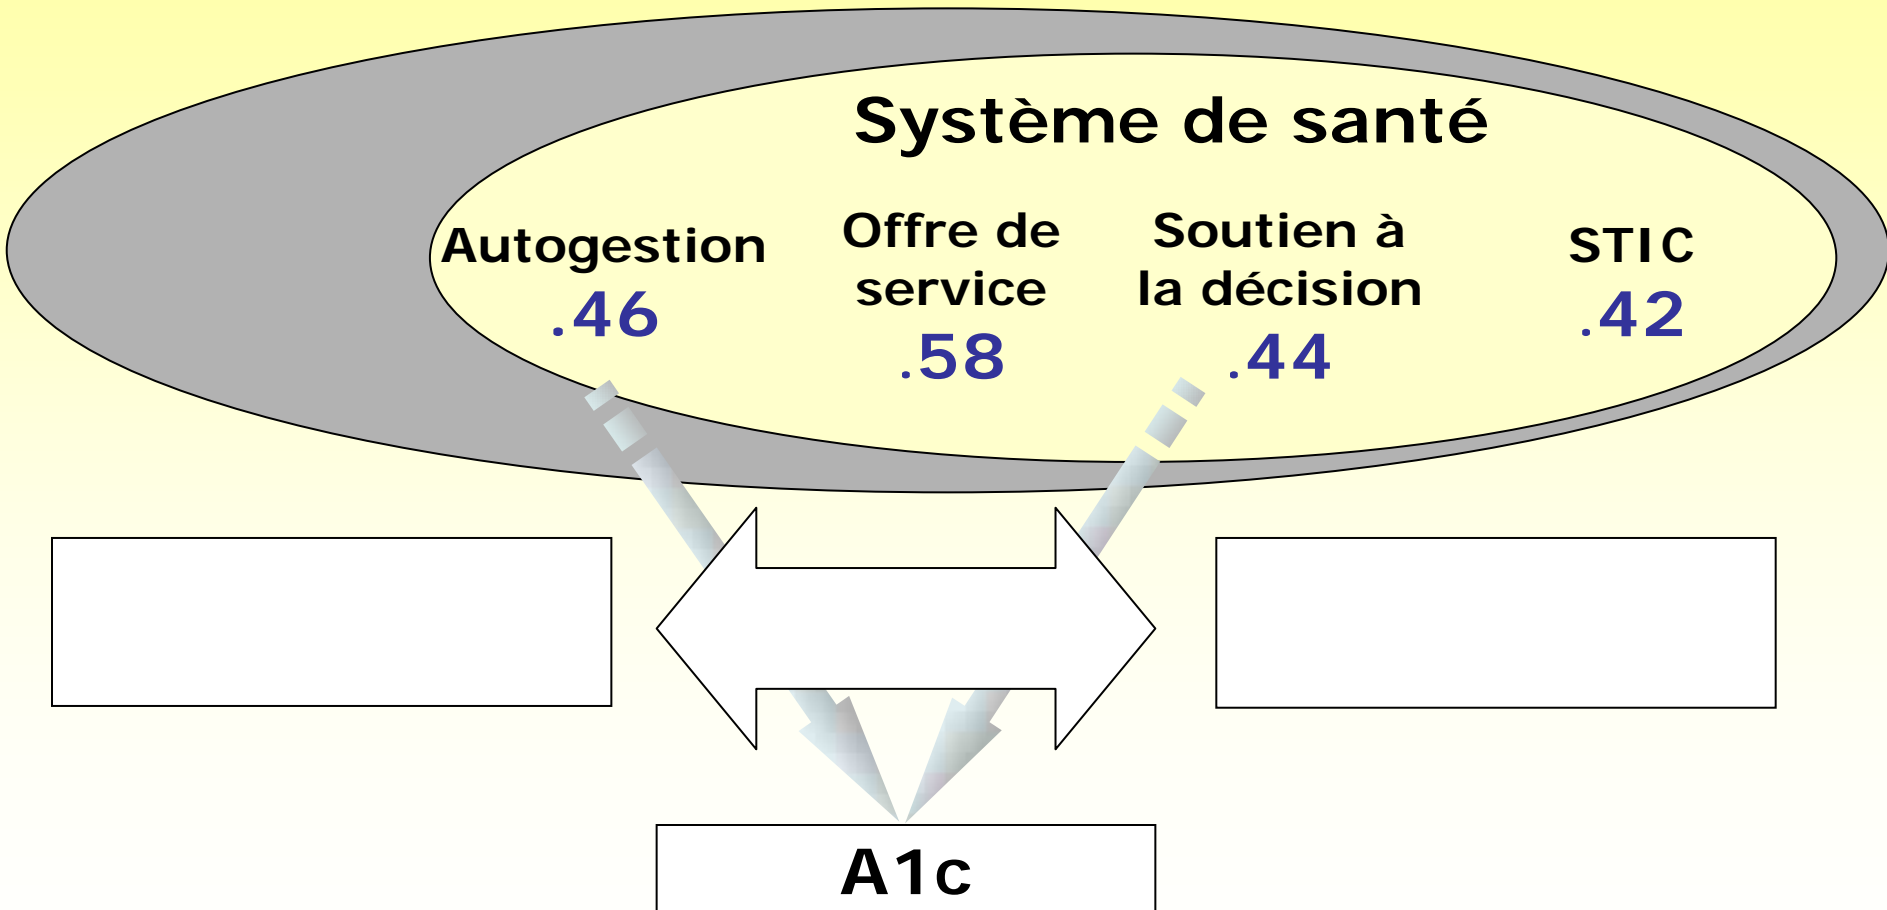 Système de santé
Autogestion
.46
Offre de
service
.58
Soutien à
la décision
.44
STIC
.42
A1c